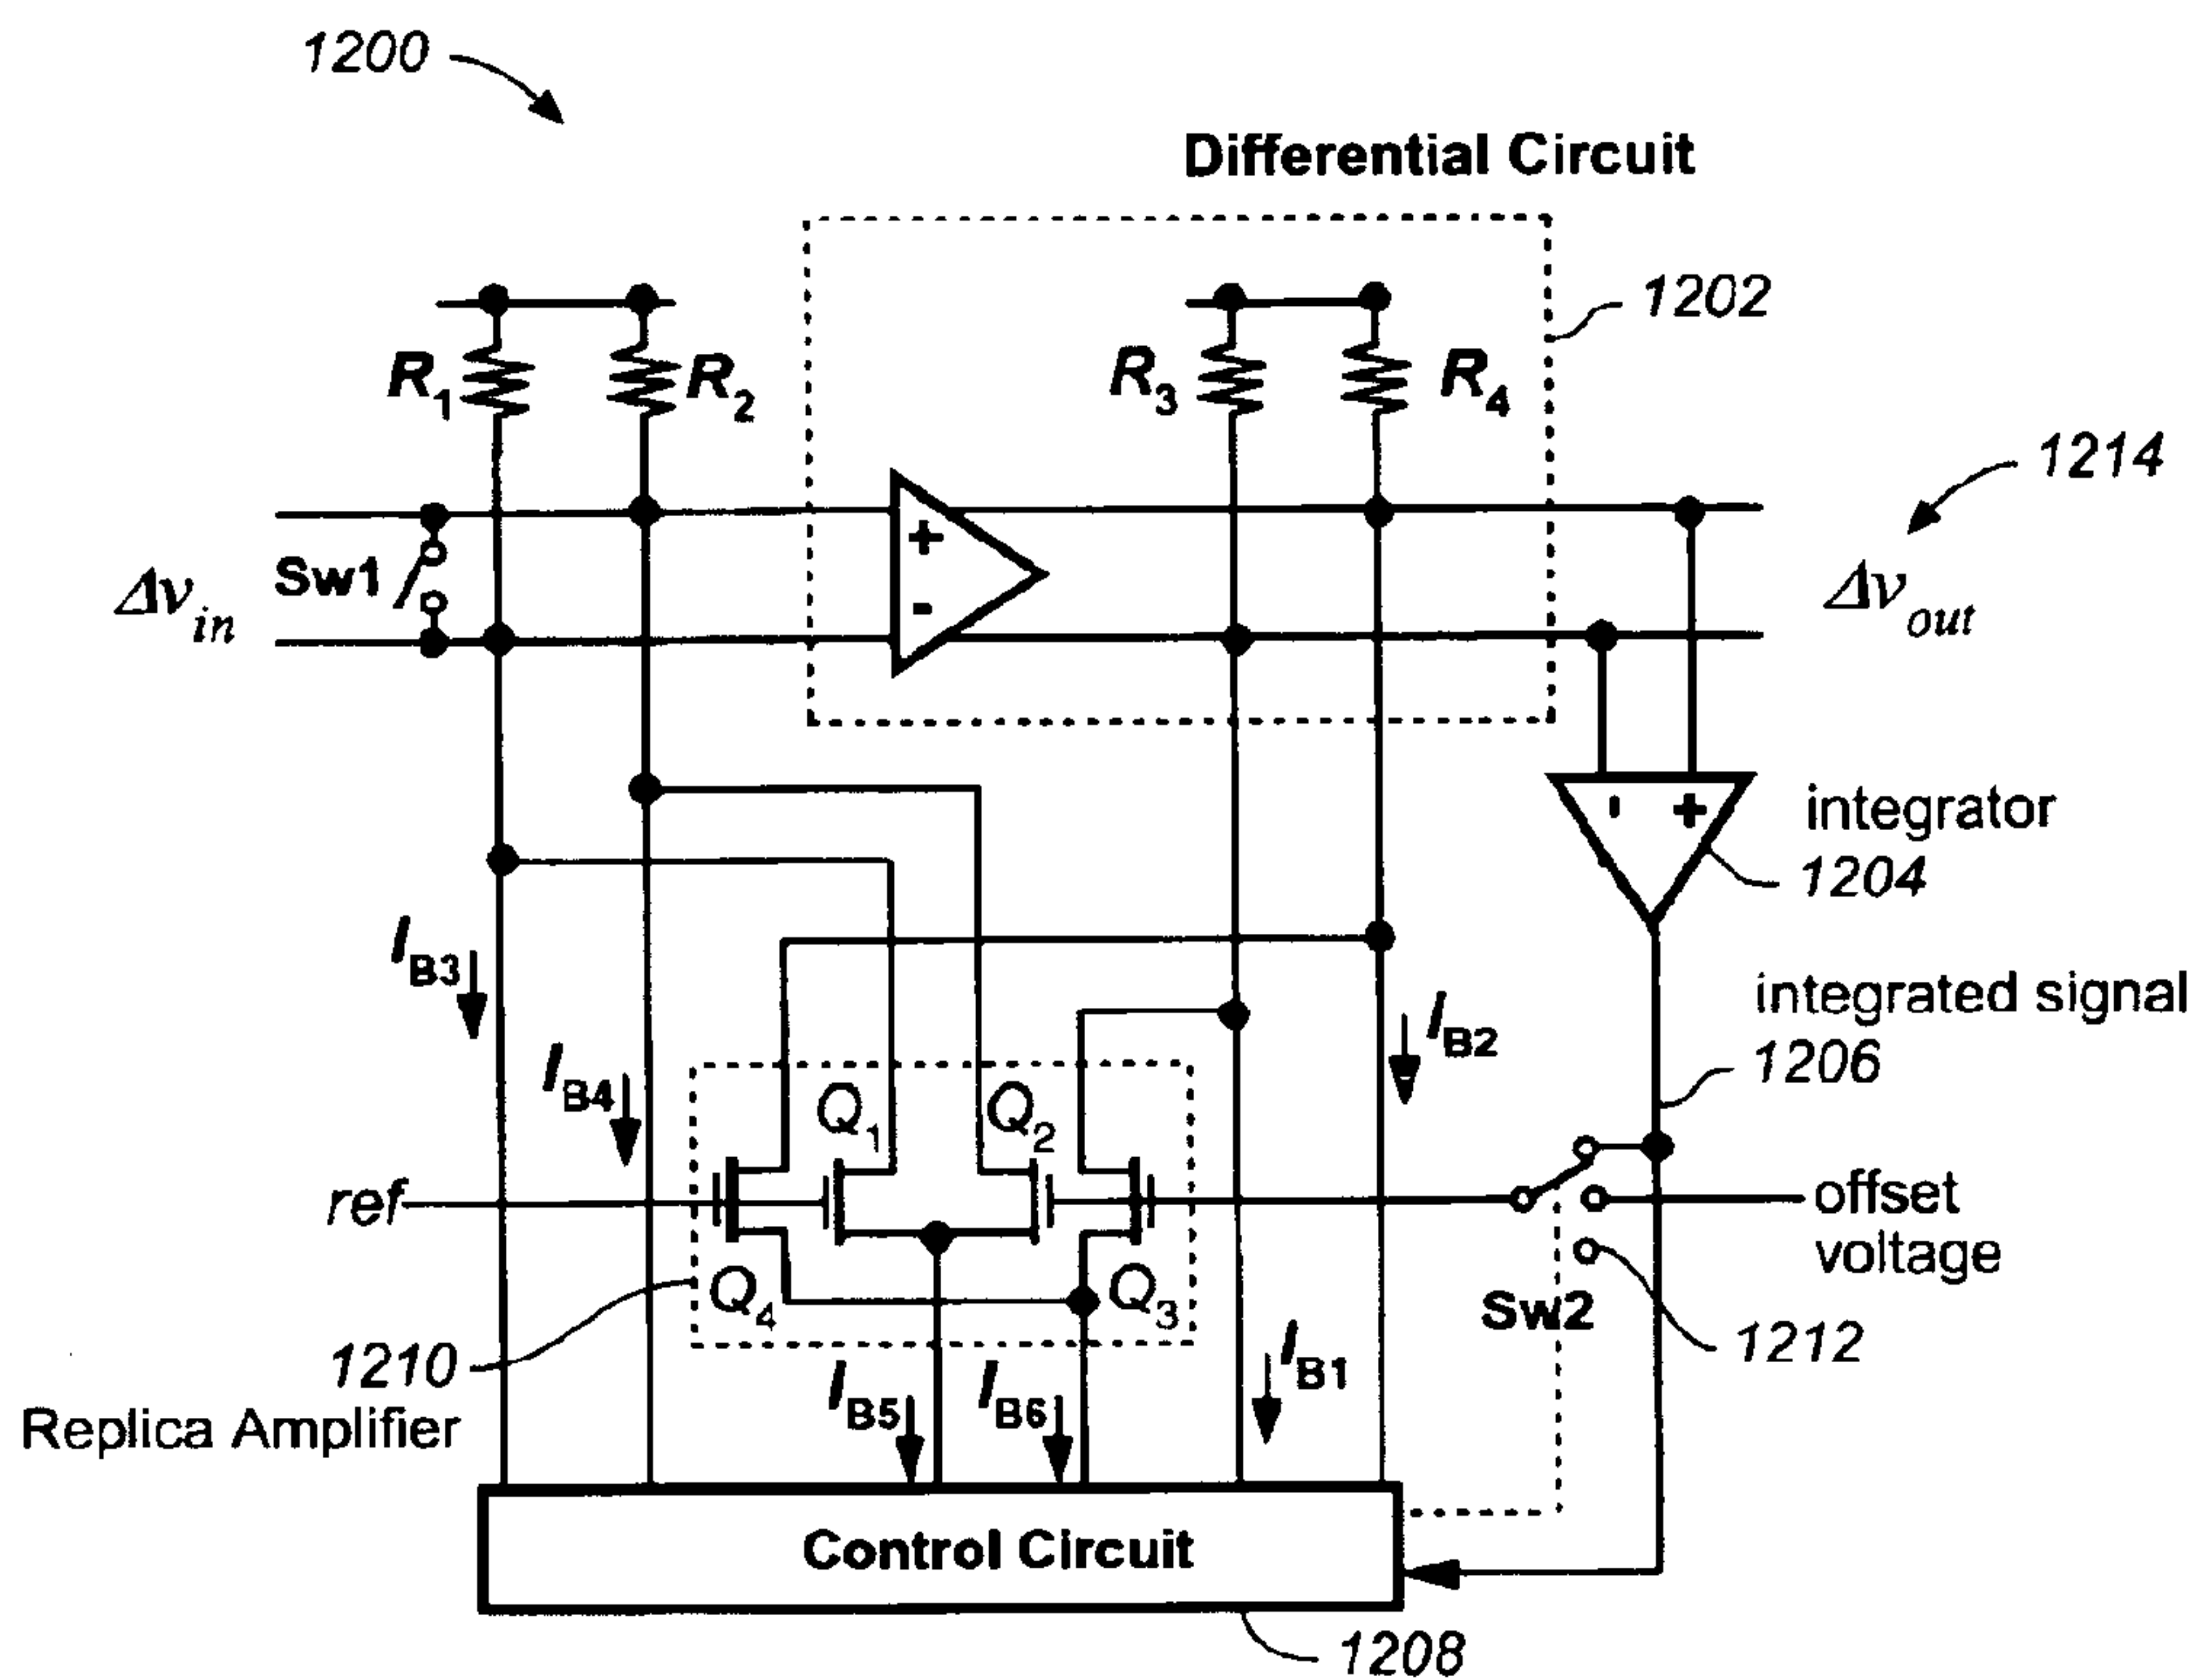 1200
Differential Circuit
1202
R1
R2
R3
R4
1214
Sw1
Δvin
+
-
Δvout
- +
integrator
1204
IB3
integrated signal
1206
IB2
IB4
Q1
Q2
ref
offset
voltage
Q4
Q3
Sw2
1212
1210
Replica Amplifier
IB5
IB6
IB1
Control Circuit
1208